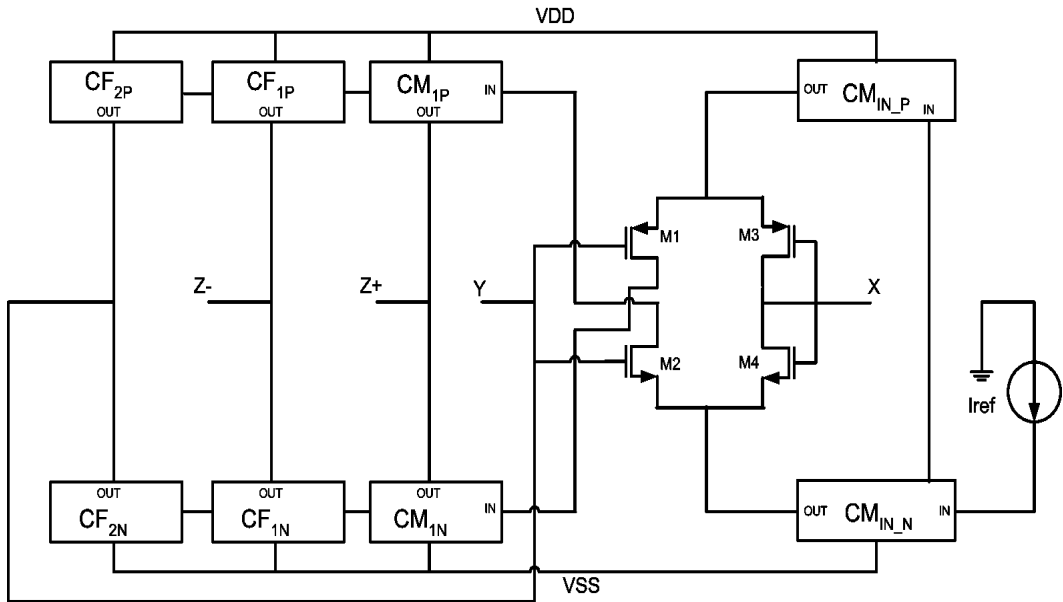 VDD
CF2P
OUT
CF1P
OUT
CM1P
IN
OUT
OUT
CMIN_P
IN
M1
M3
Z-
Z+
Y
X
M2
M4
Iref
OUT
CF2N
OUT
CF1N
OUT
IN
CM1N
OUT
CMIN_N
IN
VSS